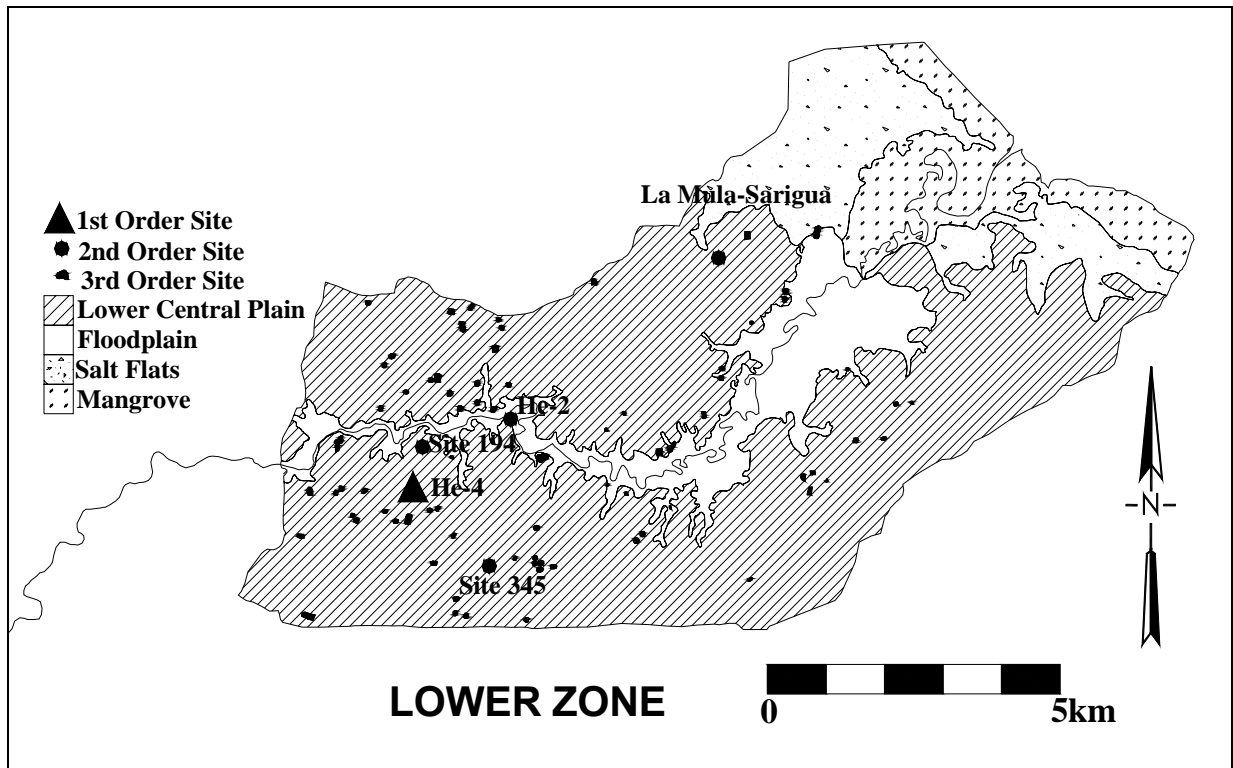 La Mula-Sarigua
1st Order Site
2nd Order Site
3rd Order Site
Lower Central Plain
Floodplain
Salt Flats
Mangrove
He-2
Site 194
He-4
Site 345
N
LOWER ZONE
0 5km